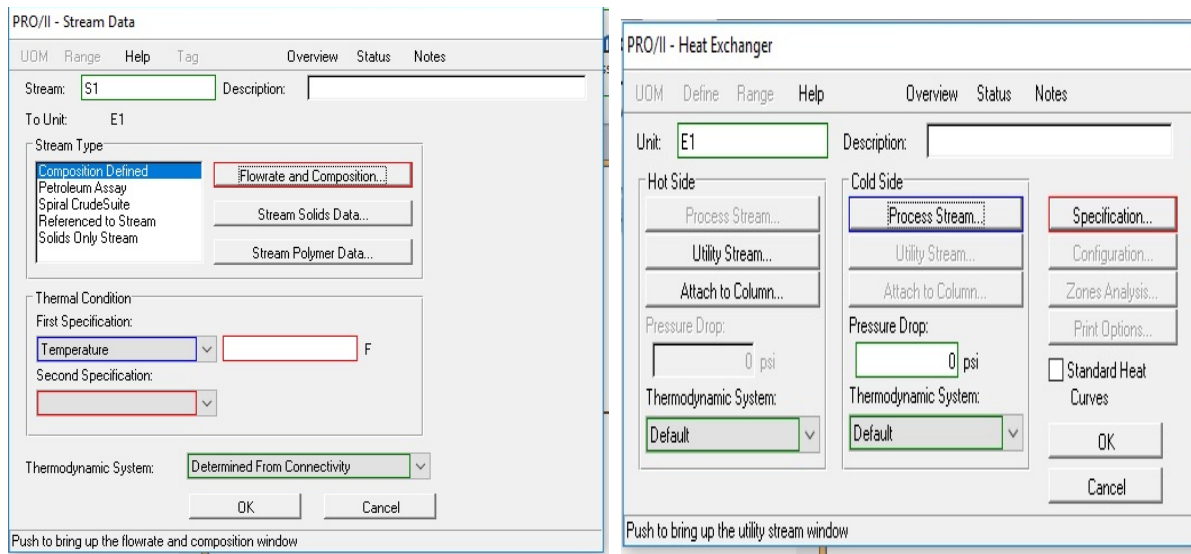 PRO/II - Stream Data
UOM Range Help Tag Overview Status Notes
Stream: S1 Description:
To Unit: E1
Stream Type
Composition Defined
Petroleum Assay
Spiral CrudeSuite
Referenced to Stream
Solids Only Stream
Flowrate and Composition...
Stream Solids Data...
Stream Polymer Data...
Thermal Condition
First Specification:
Temperature F
Second Specification:
Thermodynamic System: Determined From Connectivity
OK Cancel
Push to bring up the flowrate and composition window
PRO/II - Heat Exchanger
UOM Define Range Help Overview Status Notes
Unit: E1 Description:
Hot Side
Process Stream...
Utility Stream...
Attach to Column...
Pressure Drop:
0 psi
Thermodynamic System:
Default
Cold Side
Process Stream...
Utility Stream...
Attach to Column...
Pressure Drop:
0 psi
Thermodynamic System:
Default
Specification...
Configuration...
Zones Analysis...
Print Options...
Standard Heat
Curves
OK
Cancel
Push to bring up the utility stream window